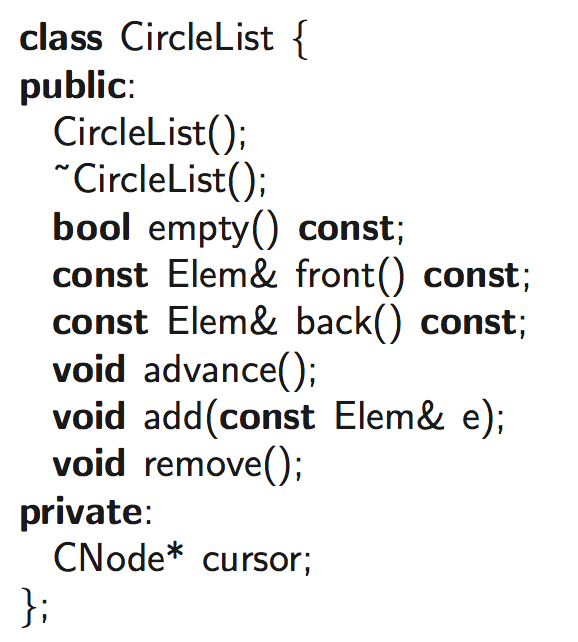 class CircleList {
public:
CircleList();
~CircleList();
bool empty() const;
const Elem& front() const;
const Elem& back() const;
void advance();
void add(const Elem& e);
void remove();
private:
CNode* cursor;
};